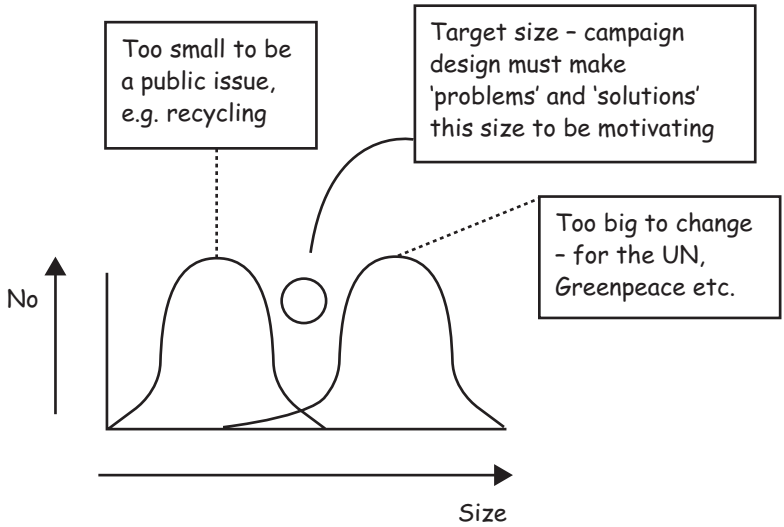 Too small to be
a public issue,
e.g. recycling
Target size – campaign
design must make
‘problems’ and ‘solutions’
this size to be motivating
Too big to change
– for the UN,
Greenpeace etc.
No
Size